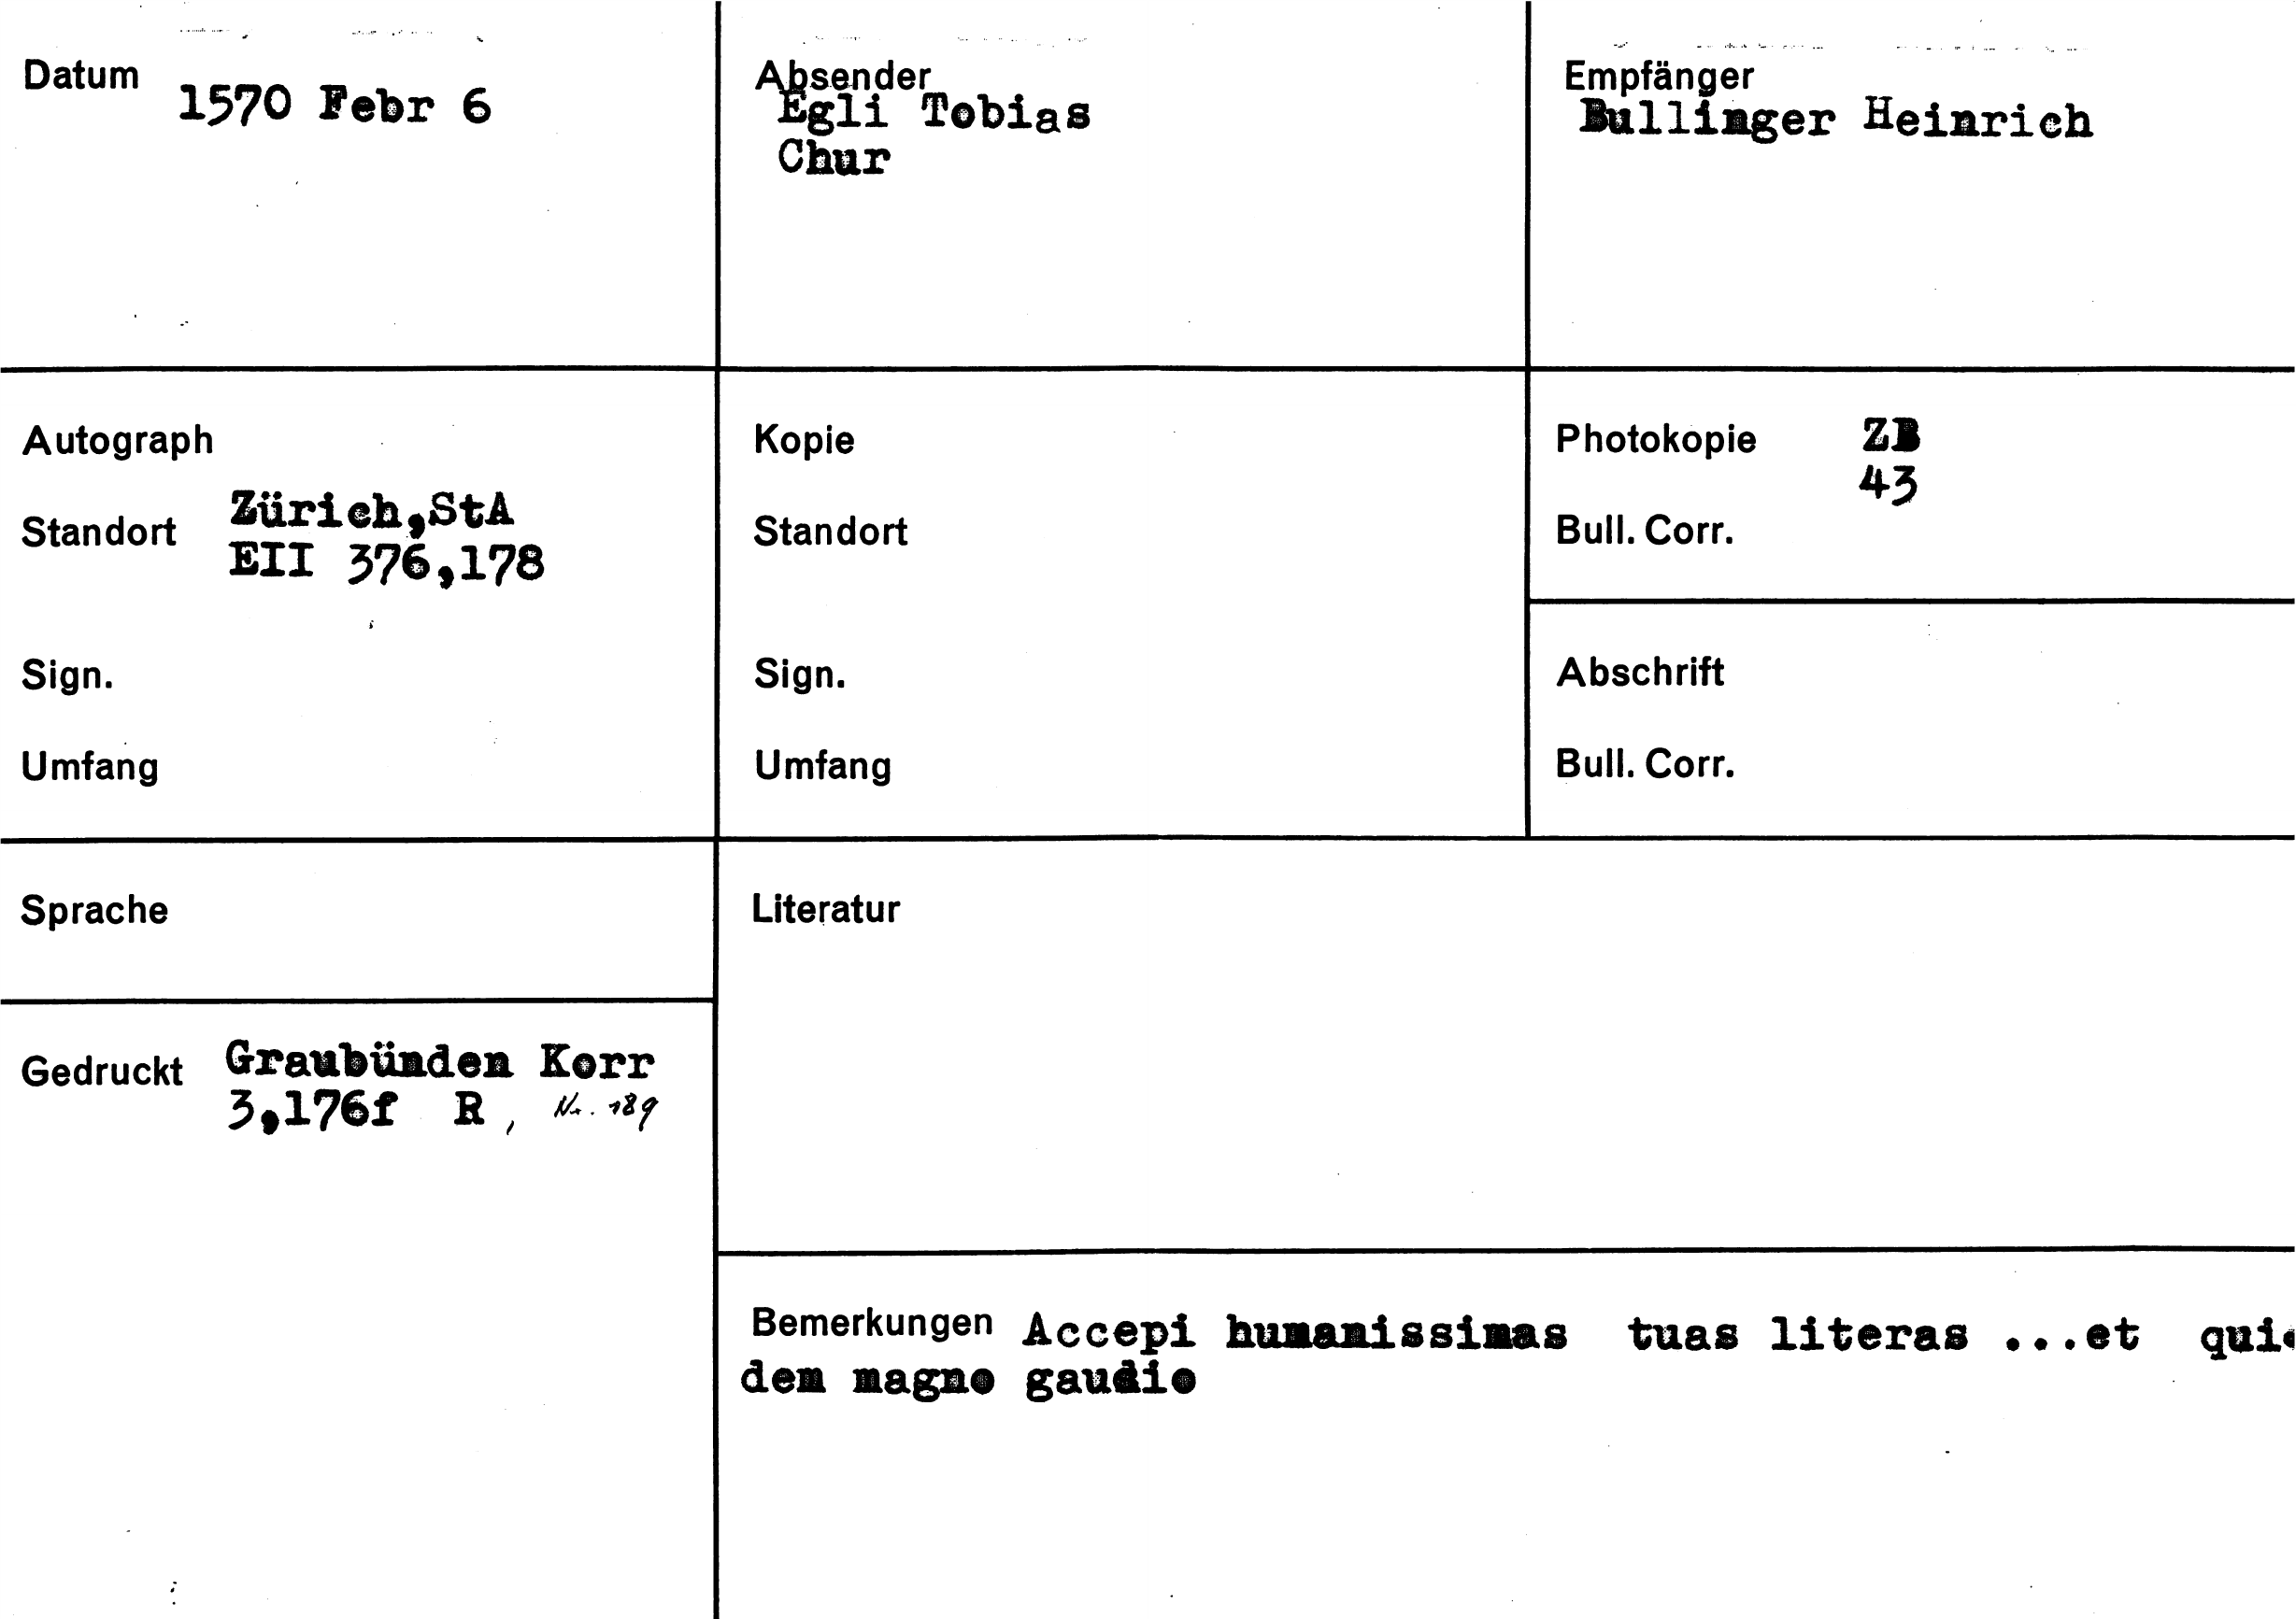 Datum 1570 Febr 6
Absender
Egli Tobias
Chur
Empfänger
Bullinger Heinrich
Autograph
Standort Zürich,StA
EII 376,178
Sign.
Umfang
Kopie
Standort
Sign.
Umfang
Photokopie ZB
43
Bull. Corr.
Abschrift
Bull. Corr.
Sprache
Gedruckt Graubünden Korr
3,176f R, Nr. 189
Literatur
Bemerkungen Accepi humanissimas tuas literas ...et qui
dem magno gaudio